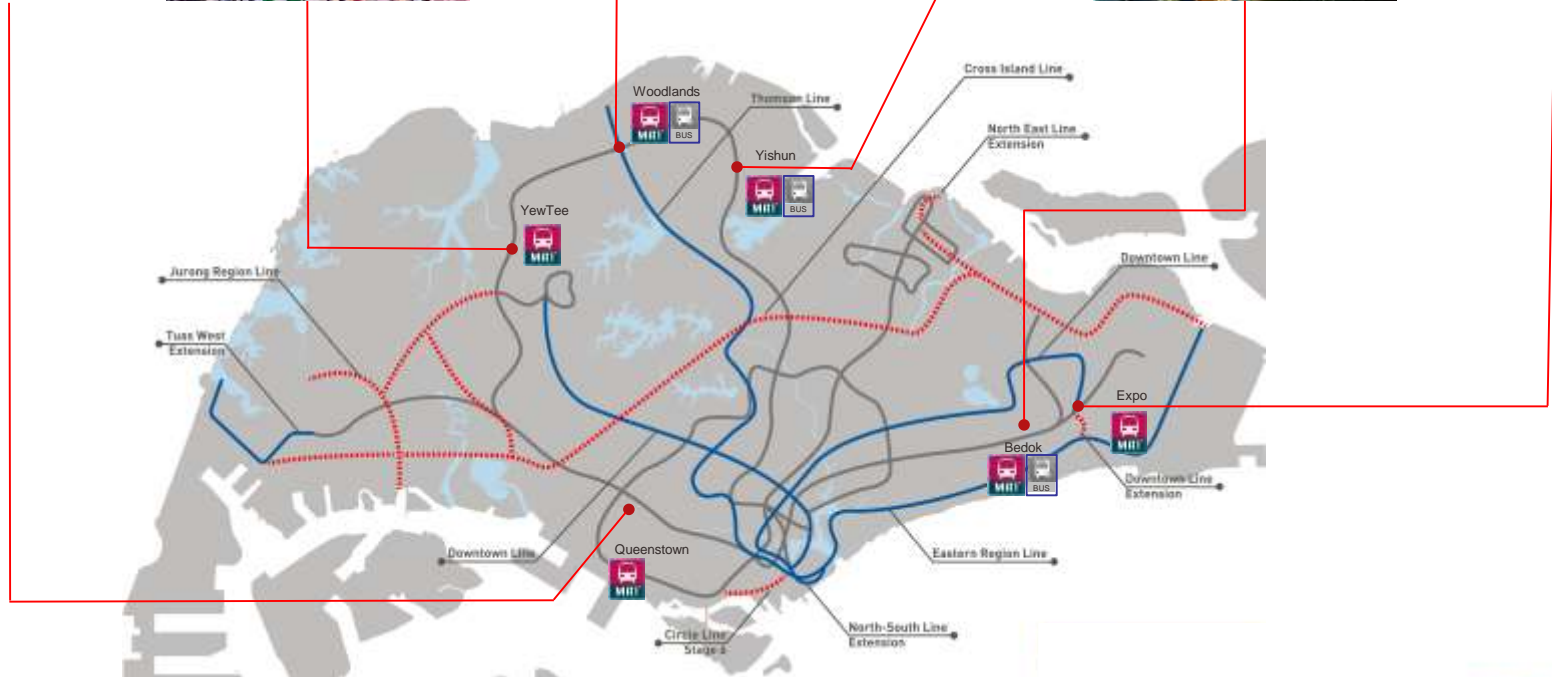 Cross Island Line
Woodlands
Thomson Line
MRT
BUS
North East Line
Extension
Yishun
MRT
BUS
YewTee
MRT
Downtown Line
Jurong Region Line
Tuas West
Extension
Expo
MRT
Bedok
MRT
BUS
Downtown Line
Extension
Downtown Line
Queenstown
MRT
Eastern Region Line
North-South Line
Extension
Circle Line
Stage 6